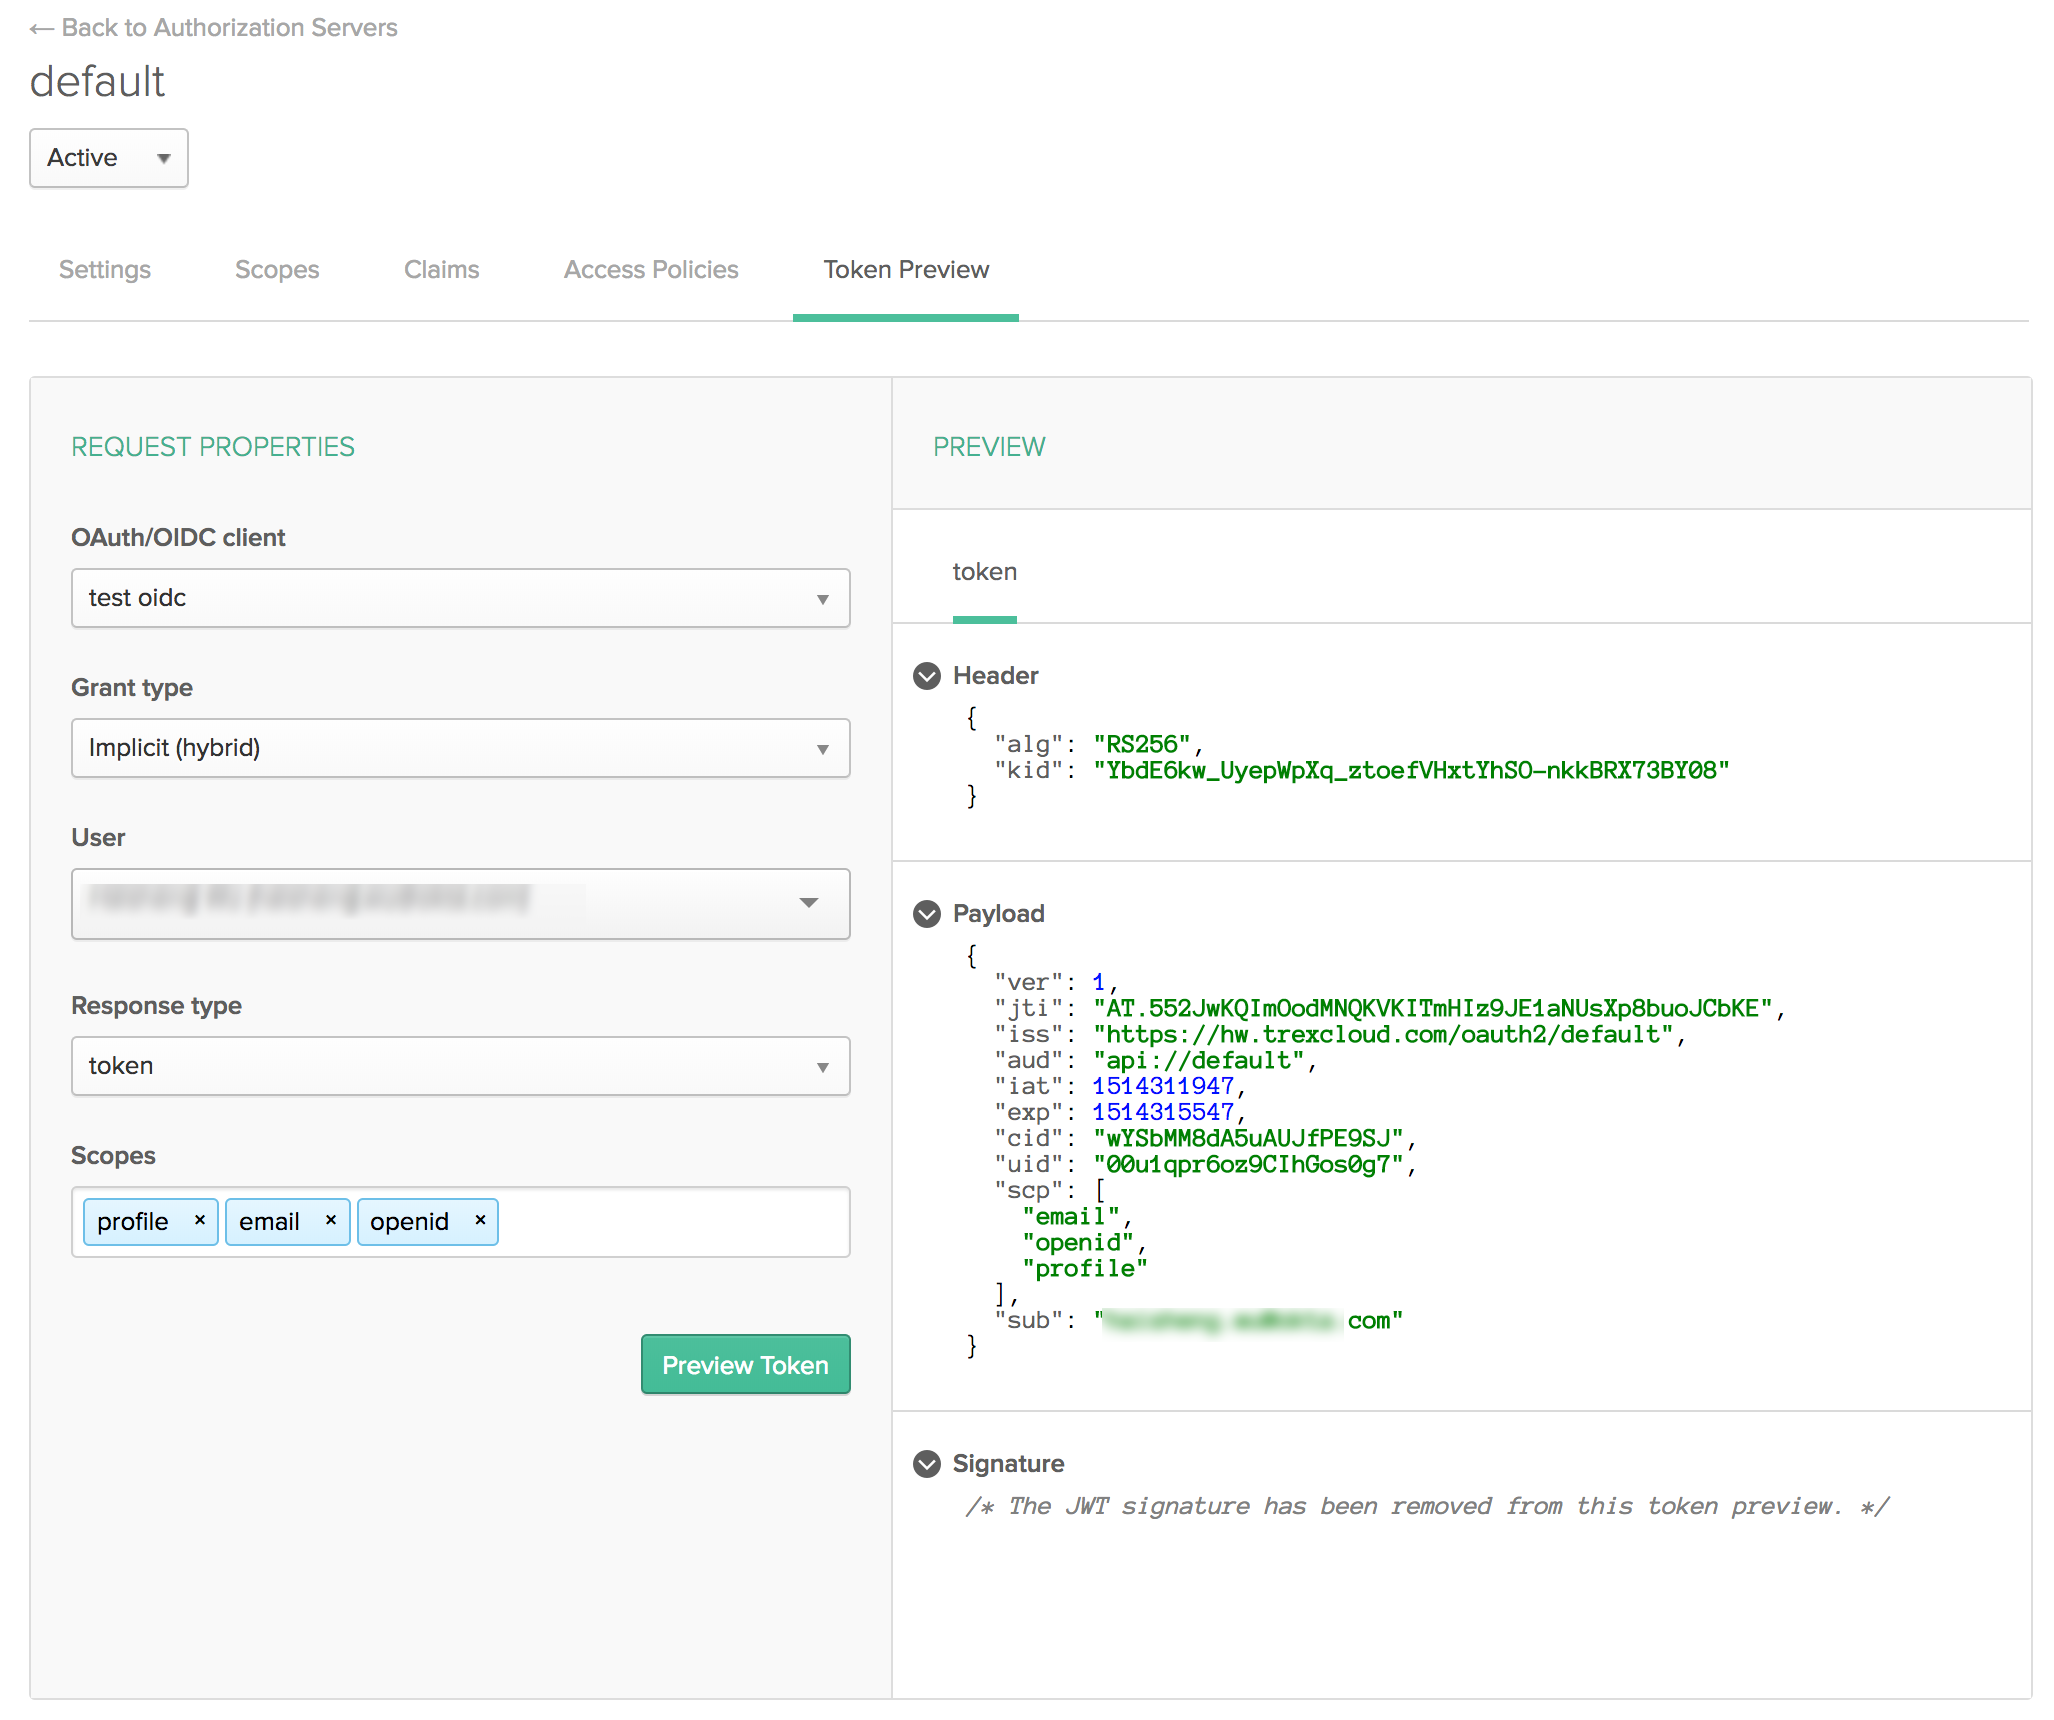 ← Back to Authorization Servers
default
Active
Settings Scopes Claims Access Policies Token Preview
REQUEST PROPERTIES
OAuth/OIDC client
test oidc
Grant type
Implicit (hybrid)
User
Response type
token
Scopes
profile × email × openid ×
Preview Token
PREVIEW
token
Header
{
"alg": "RS256",
"kid": "YbdE6kw_UyepWpXq_ztoefVHxtYhSO-nkkBRX73BY08"
}
Payload
{
"ver": 1,
"jti": "AT.552JwKQImOodMNQKVKITmHIz9JE1aNUsXp8buoJCbKE",
"iss": "https://hw.trexcloud.com/oauth2/default",
"aud": "api://default",
"iat": 1514311947,
"exp": 1514315547,
"cid": "wYSbMM8dA5uAUJfPE9SJ",
"uid": "00u1qpr6oz9CIhGos0g7",
"scp": [
"email",
"openid",
"profile"
],
"sub": " com"
}
Signature
/* The JWT signature has been removed from this token preview. */